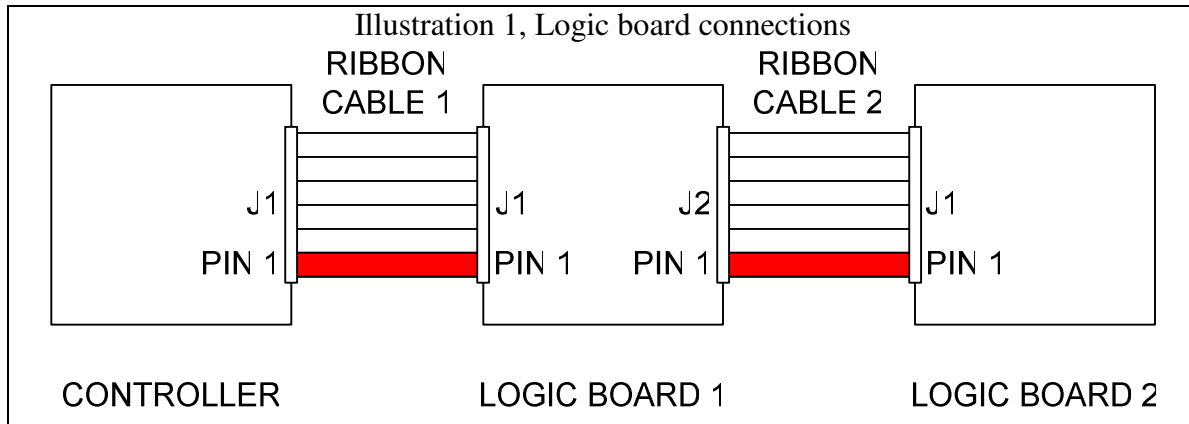 Illustration 1, Logic board connections
RIBBON
CABLE 1
RIBBON
CABLE 2
J1
J1
J2
J1
PIN 1
PIN 1
PIN 1
PIN 1
CONTROLLER
LOGIC BOARD 1
LOGIC BOARD 2